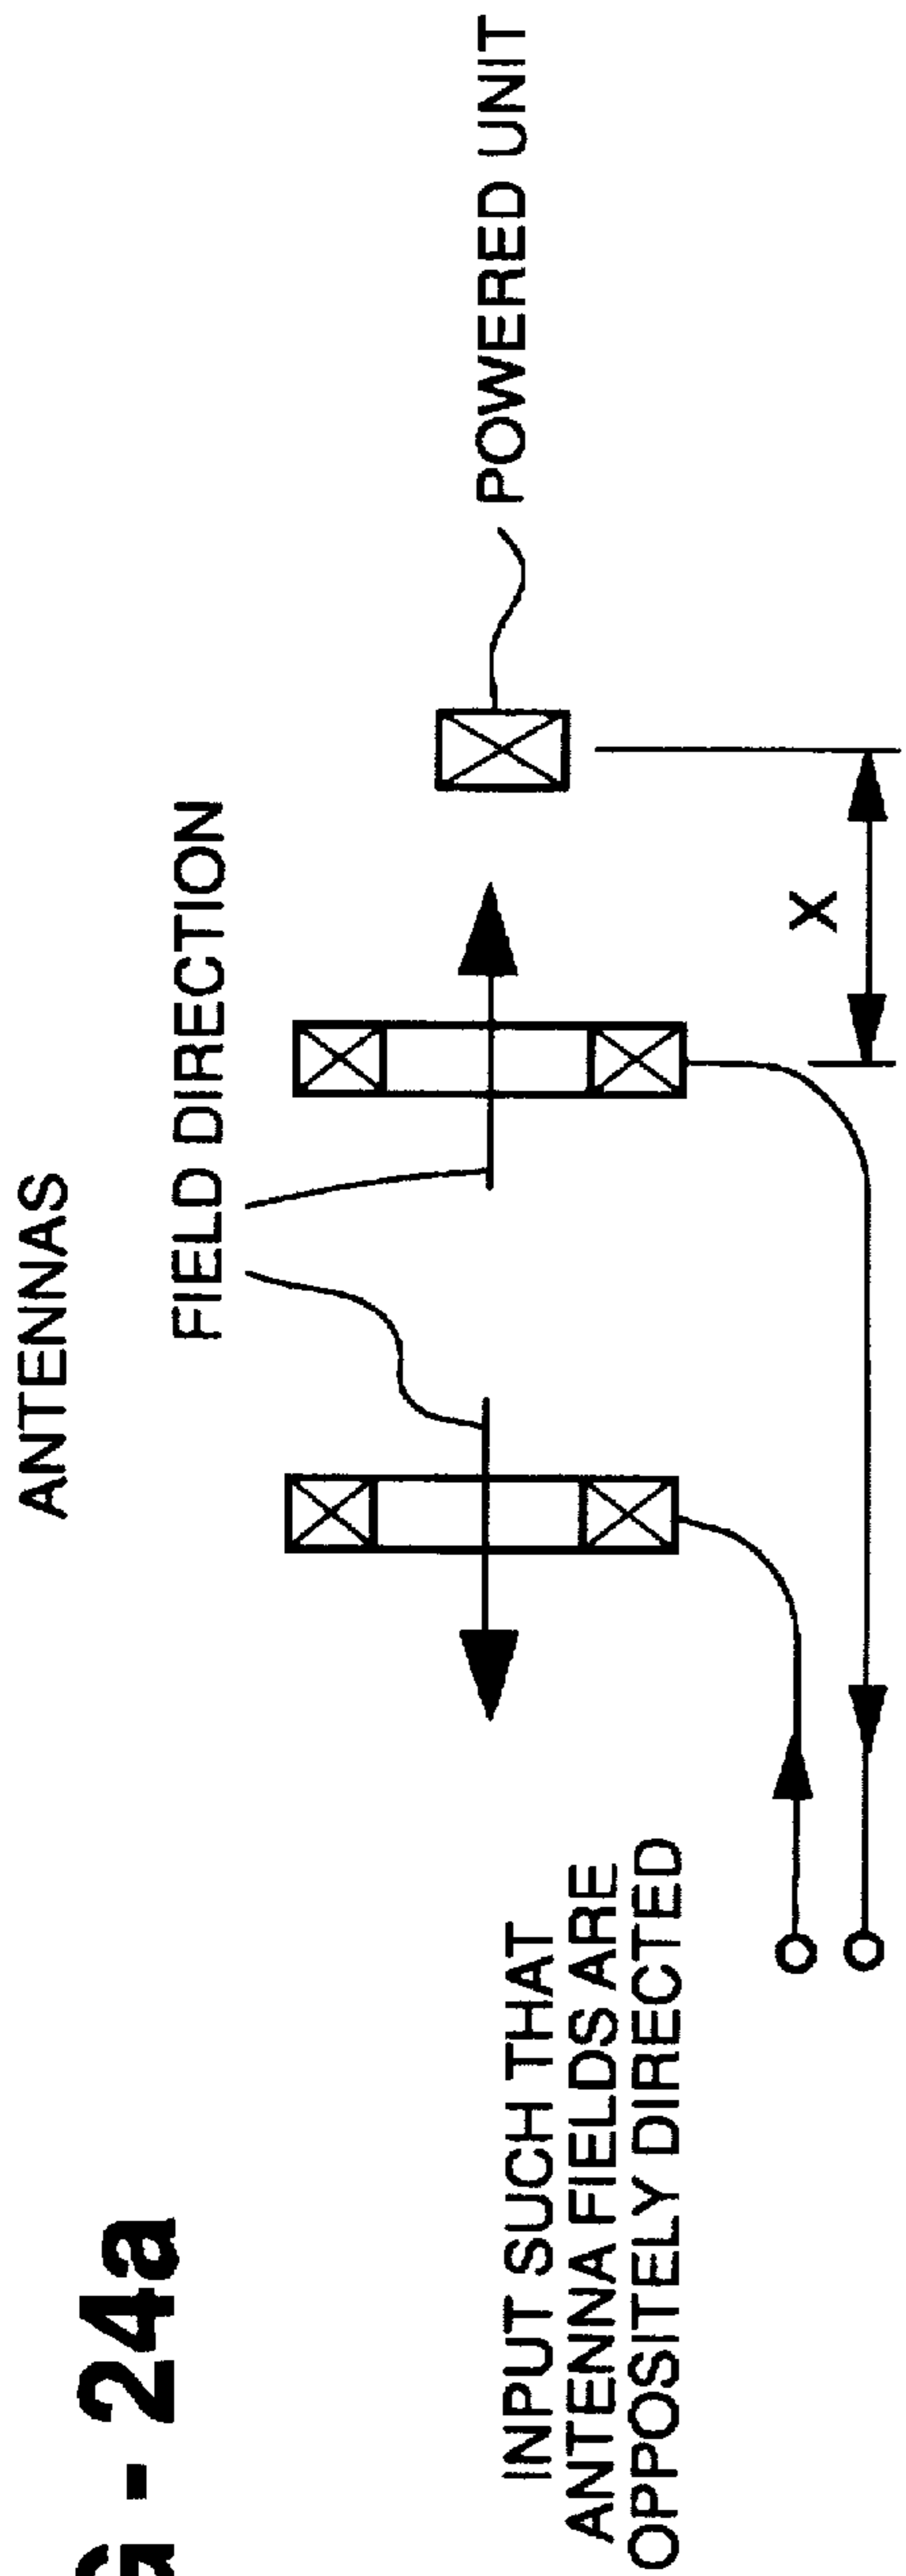 G - 24a
ANTENNAS
FIELD DIRECTION
POWERED UNIT
X
INPUT SUCH THAT
ANTENNA FIELDS ARE
OPPOSITELY DIRECTED